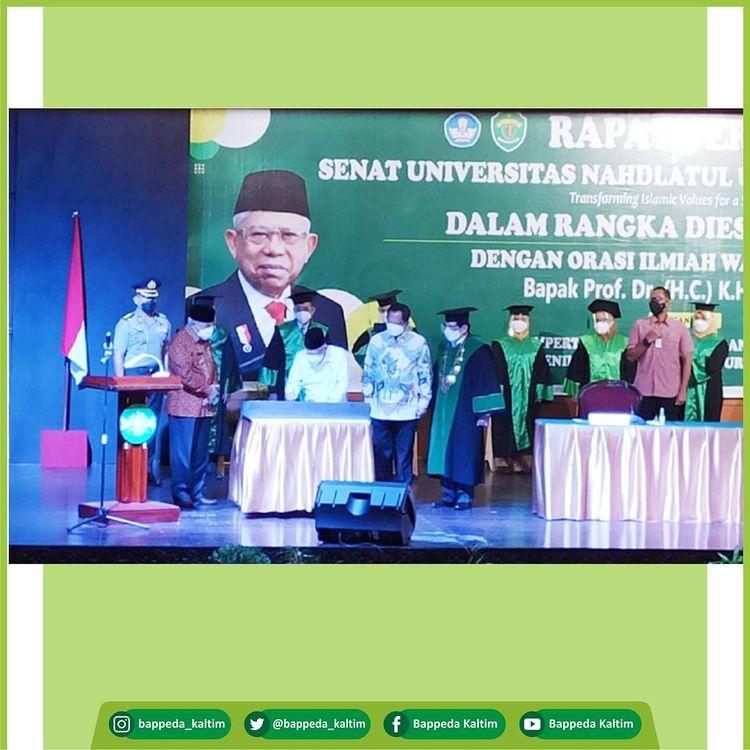 SENAT UNIVERSITAS NAHDLATUL
Transforming Islamic Values for a
DALAM RANGKA DIES
DENGAN ORASI ILMIAH
Bapak Prof. Dr. (H.C.) K.H
bappeda_kaltim
@bappeda_kaltim
Bappeda Kaltim
Bappeda Kaltim